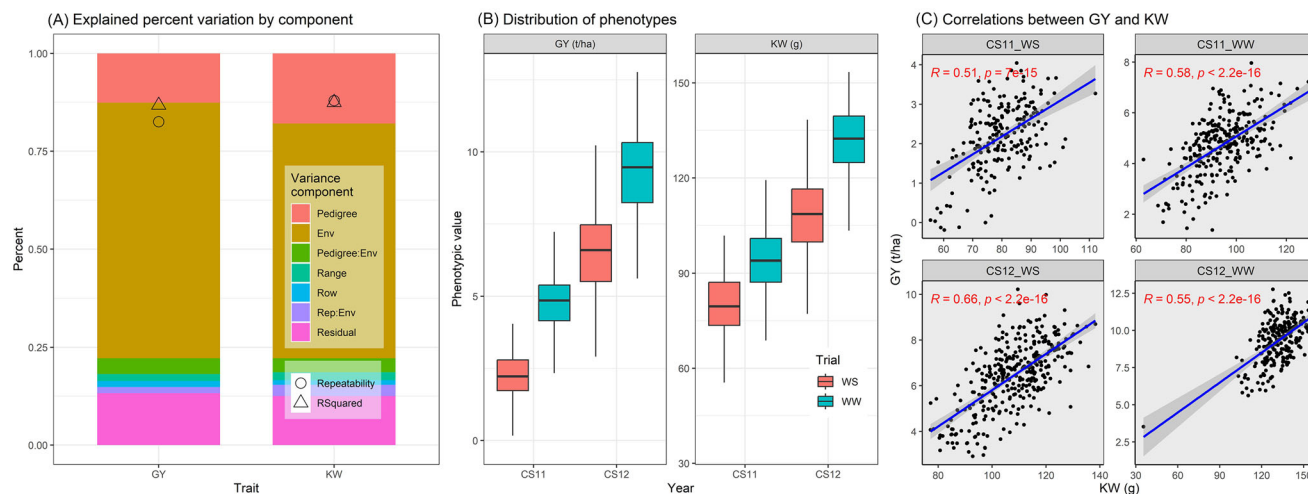 (A) Explained percent variation by component
1.00
0.75
0.50
0.25
0.00
Percent
GY
KW
Trait
Variance
component
Pedigree
Env
Pedigree:Env
Range
Row
Rep:Env
Residual
Repeatability
RSquared
(B) Distribution of phenotypes
GY (t/ha)
KW (g)
10
5
0
150
120
90
60
30
Phenotypic value
CS11
CS12
CS11
CS12
Year
Trial
WS
WW
(C) Correlations between GY and KW
CS11_WS
R = 0.51, p = 7e-15
4
3
2
1
0
60
70
80
90
100
110
CS11_WW
R = 0.58, p < 2.2e-16
8
6
4
2
60
80
100
120
GY (t/ha)
CS12_WS
R = 0.66, p < 2.2e-16
10
8
6
4
80
100
120
140
CS12_WW
R = 0.55, p < 2.2e-16
12.5
10.0
7.5
5.0
2.5
30
60
90
120
150
KW (g)